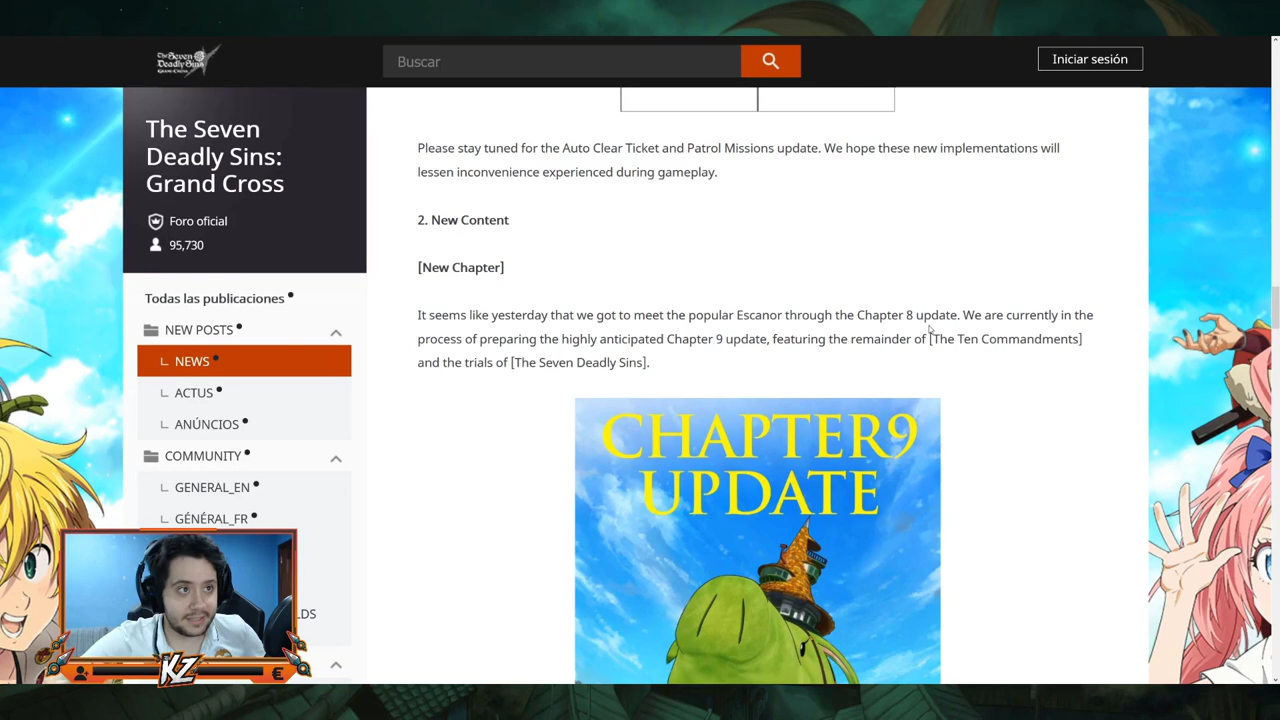 The Seven
Deadly Sins
GRAND CROSS
Buscar
Iniciar sesión
The Seven
Deadly Sins:
Grand Cross
Foro oficial
95,730
Todas las publicaciones
NEW POSTS
NEWS
ACTUS
ANÚNCIOS
COMMUNITY
GENERAL_EN
GÉNÉRAL_FR
LDS
Please stay tuned for the Auto Clear Ticket and Patrol Missions update. We hope these new implementations will
lessen inconvenience experienced during gameplay.
2. New Content
[New Chapter]
It seems like yesterday that we got to meet the popular Escanor through the Chapter 8 update. We are currently in the
process of preparing the highly anticipated Chapter 9 update, featuring the remainder of [The Ten Commandments]
and the trials of [The Seven Deadly Sins].
CHAPTER9
UPDATE
KZ
€